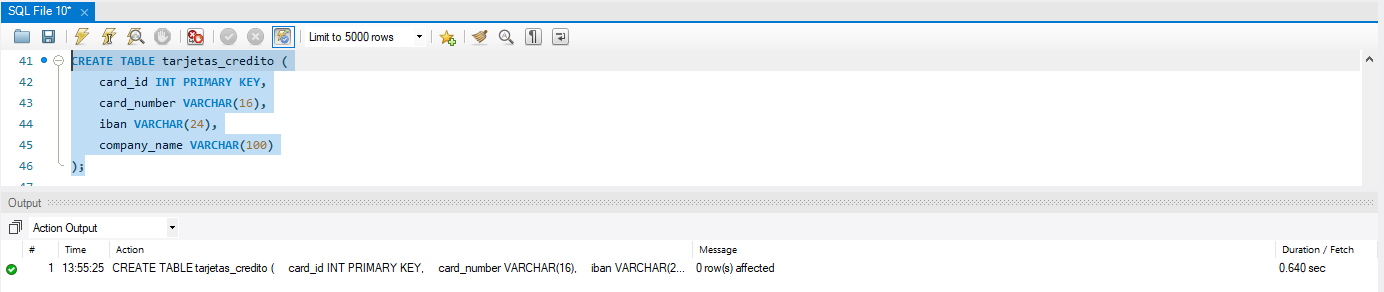 SQL File 10*
Limit to 5000 rows
41 CREATE TABLE tarjetas_credito (
42 card_id INT PRIMARY KEY,
43 card_number VARCHAR(16),
44 iban VARCHAR(24),
45 company_name VARCHAR(100)
46 );
Output
Action Output
# Time Action Message Duration / Fetch
1 13:55:25 CREATE TABLE tarjetas_credito ( card_id INT PRIMARY KEY, card_number VARCHAR(16), iban VARCHAR(2... 0 row(s) affected 0.640 sec